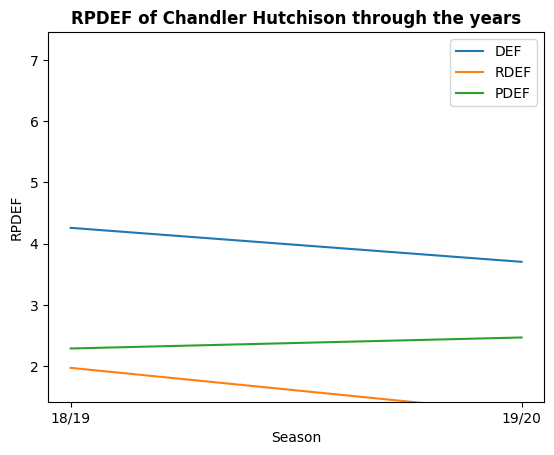 RPDEF of Chandler Hutchison through the years
DEF
RDEF
PDEF
7
6
5
4
3
2
RPDEF
18/19
19/20
Season